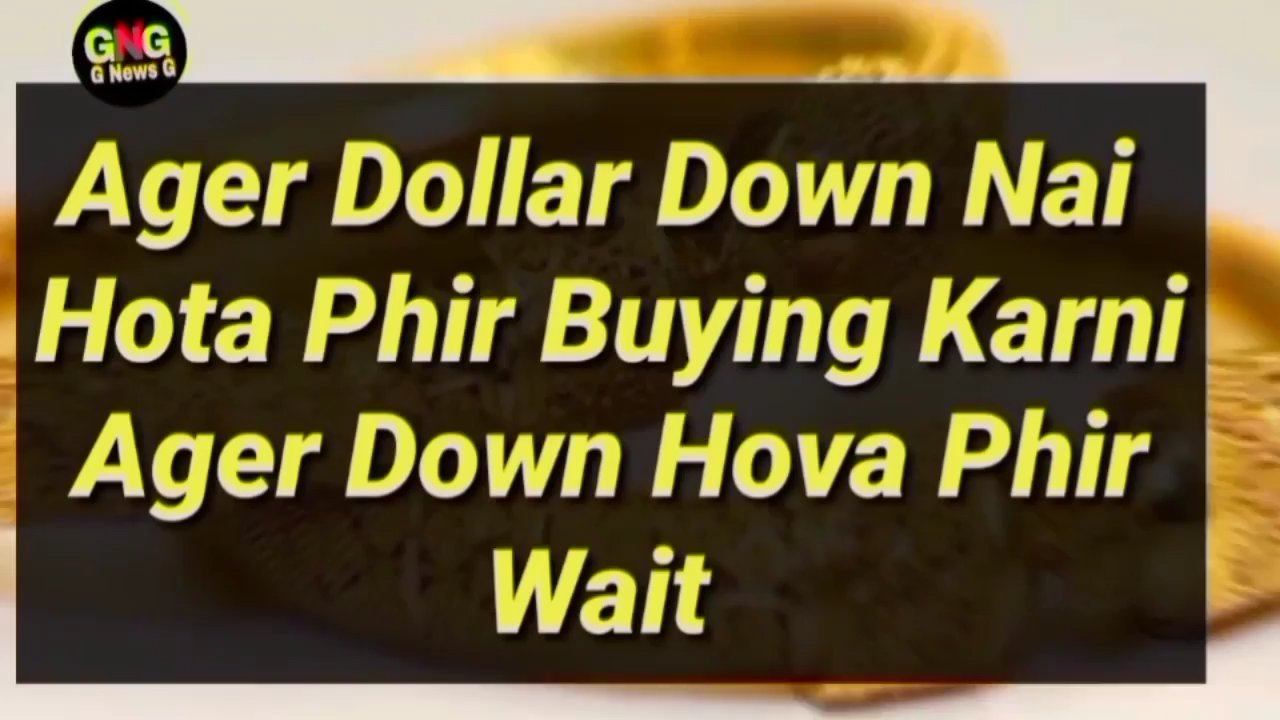 GNG
G News G
Ager Dollar Down Nai
Hota Phir Buying Karni
Ager Down Hova Phir
Wait